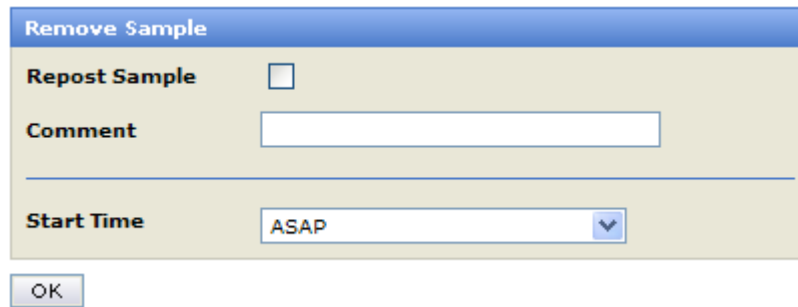 Remove Sample
Repost Sample
Comment
Start Time ASAP
OK